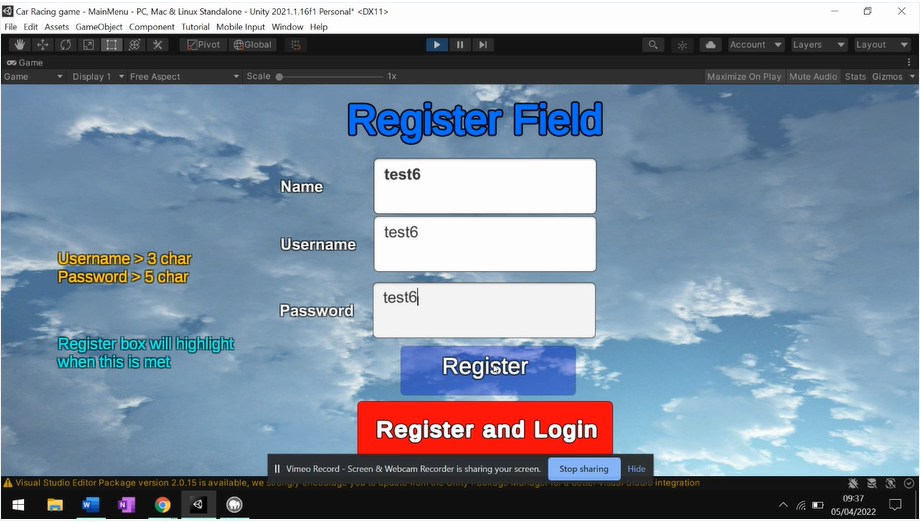 Car Racing game - MainMenu - PC, Mac & Linux Standalone - Unity 2021.1.16f1 Personal* <DX11>
File Edit Assets GameObject Component Tutorial Mobile Input Window Help
Pivot Global Account Layers Layout
Game
Game Display 1 Free Aspect Scale 1x Maximize On Play Mute Audio Stats Gizmos
Register Field
Name test6
Username test6
Username > 3 char
Password > 5 char
Password test6
Register box will highlight
when this is met
Register
Register and Login
Vimeo Record - Screen & Webcam Recorder is sharing your screen. Stop sharing Hide
Visual Studio Editor Package version 2.0.15 is available, we strongly encourage you to update from the Unity Package Manager for a better Visual Studio integration
09:37
05/04/2022